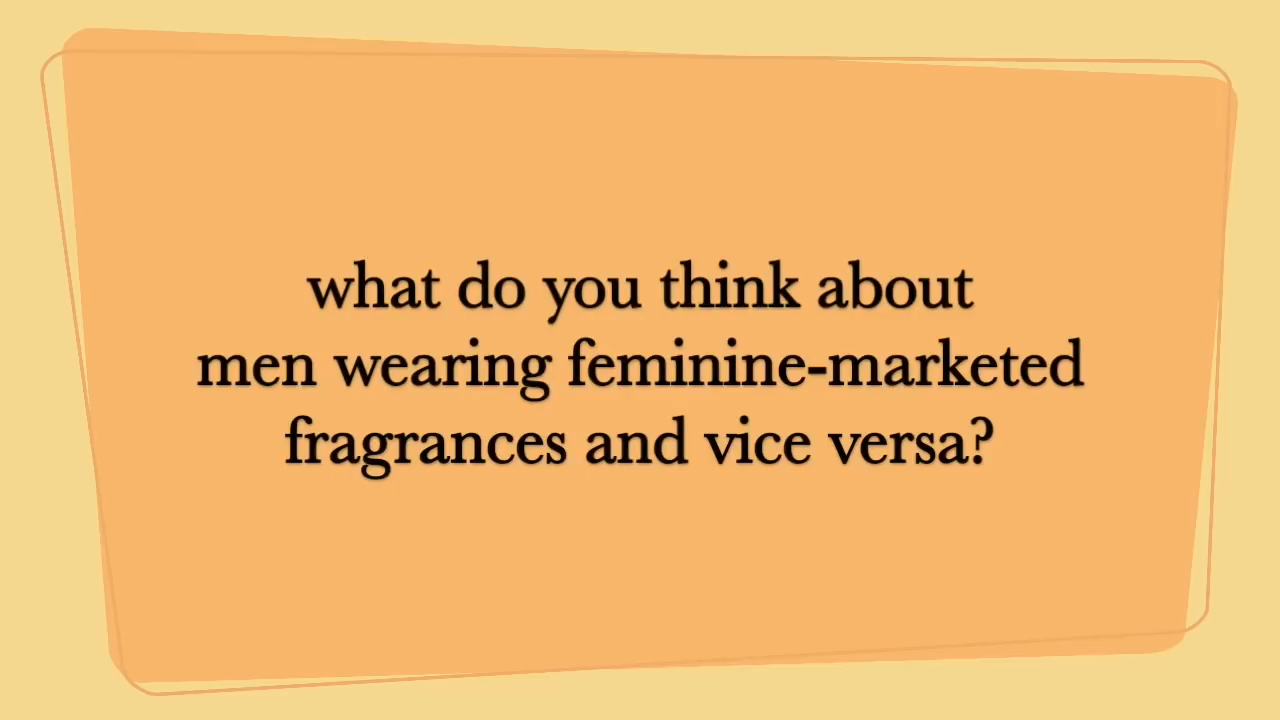 what do you think about
men wearing feminine-marketed
fragrances and vice versa?